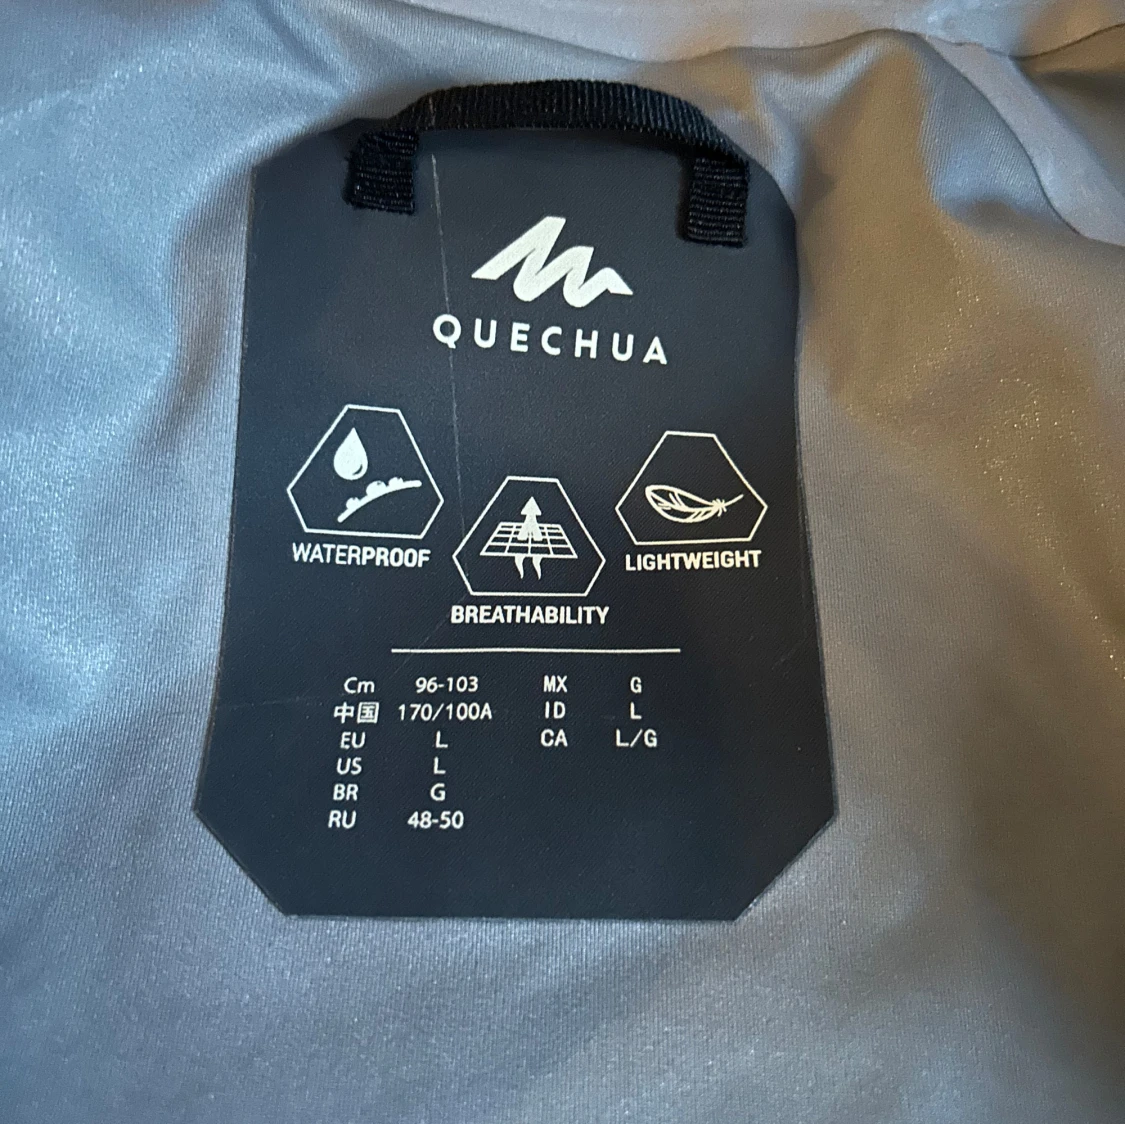 QUECHUA
WATERPROOF
LIGHTWEIGHT
BREATHABILITY
Cm 96-103 MX G
中国 170/100A ID L
EU L CA L/G
US L
BR G
RU 48-50